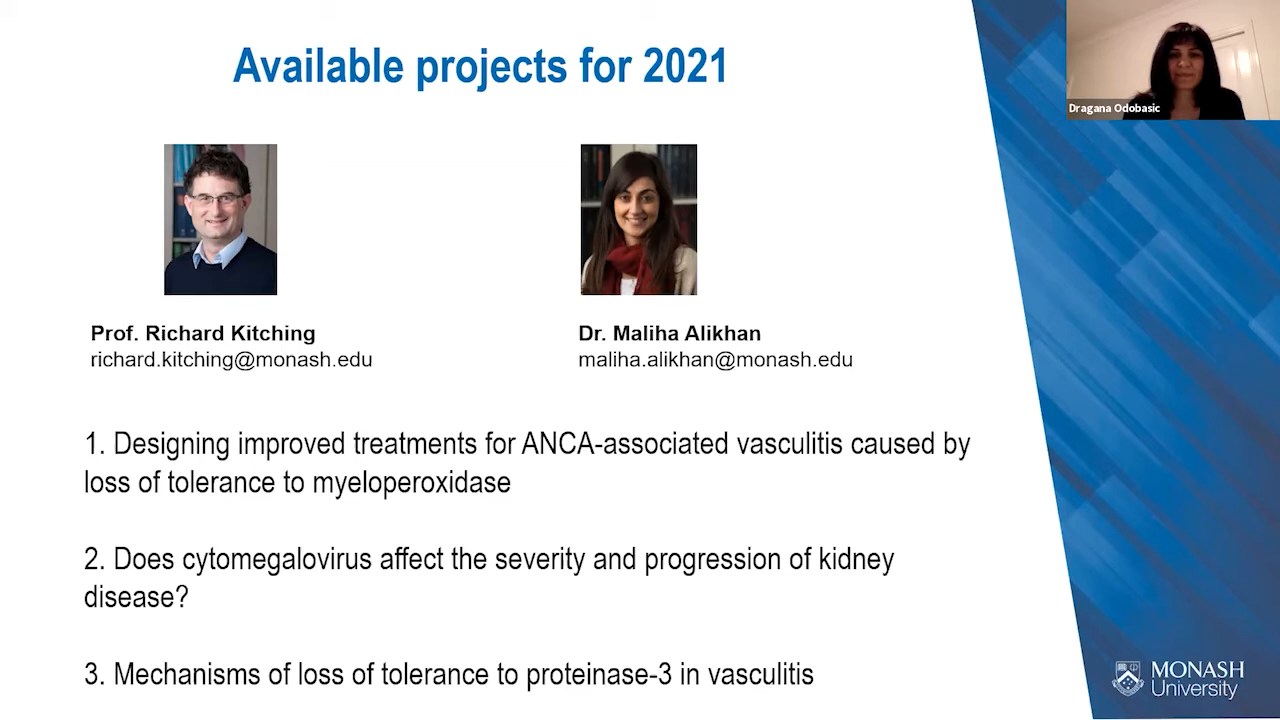 Available projects for 2021
Dragana Odobasic
Prof. Richard Kitching
richard.kitching@monash.edu
Dr. Maliha Alikhan
maliha.alikhan@monash.edu
1. Designing improved treatments for ANCA-associated vasculitis caused by
loss of tolerance to myeloperoxidase
2. Does cytomegalovirus affect the severity and progression of kidney
disease?
3. Mechanisms of loss of tolerance to proteinase-3 in vasculitis
MONASH
University